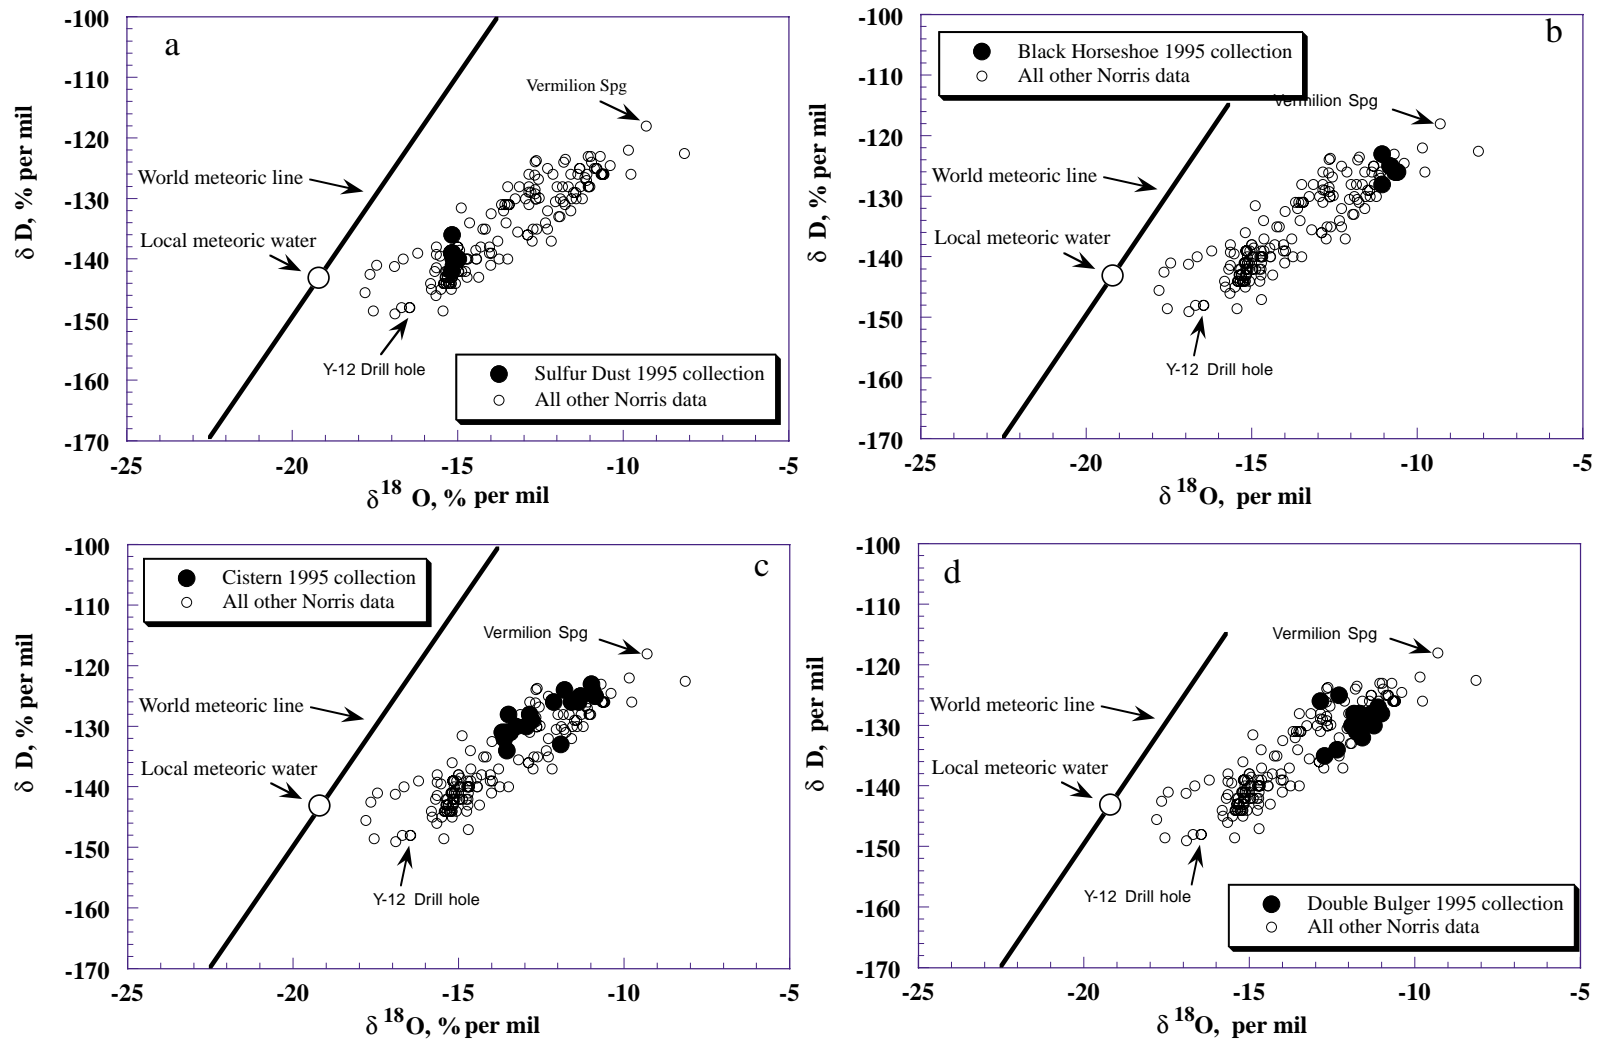 a
-100
-110
-120
-130
-140
-150
-160
-170
δ D, % per mil
Vermilion Spg
World meteoric line
Local meteoric water
Y-12 Drill hole
Sulfur Dust 1995 collection
All other Norris data
-25
-20
-15
-10
-5
δ18 O, % per mil
b
-100
-110
-120
-130
-140
-150
-160
-170
δ D, % per mil
Black Horseshoe 1995 collection
All other Norris data
Vermilion Spg
World meteoric line
Local meteoric water
Y-12 Drill hole
-25
-20
-15
-10
-5
δ18O, per mil
c
-100
-110
-120
-130
-140
-150
-160
-170
δ D, % per mil
Cistern 1995 collection
All other Norris data
Vermilion Spg
World meteoric line
Local meteoric water
Y-12 Drill hole
-25
-20
-15
-10
-5
δ18O, % per mil
d
-100
-110
-120
-130
-140
-150
-160
-170
δ D, per mil
Vermilion Spg
World meteoric line
Local meteoric water
Y-12 Drill hole
Double Bulger 1995 collection
All other Norris data
-25
-20
-15
-10
-5
δ18O, per mil